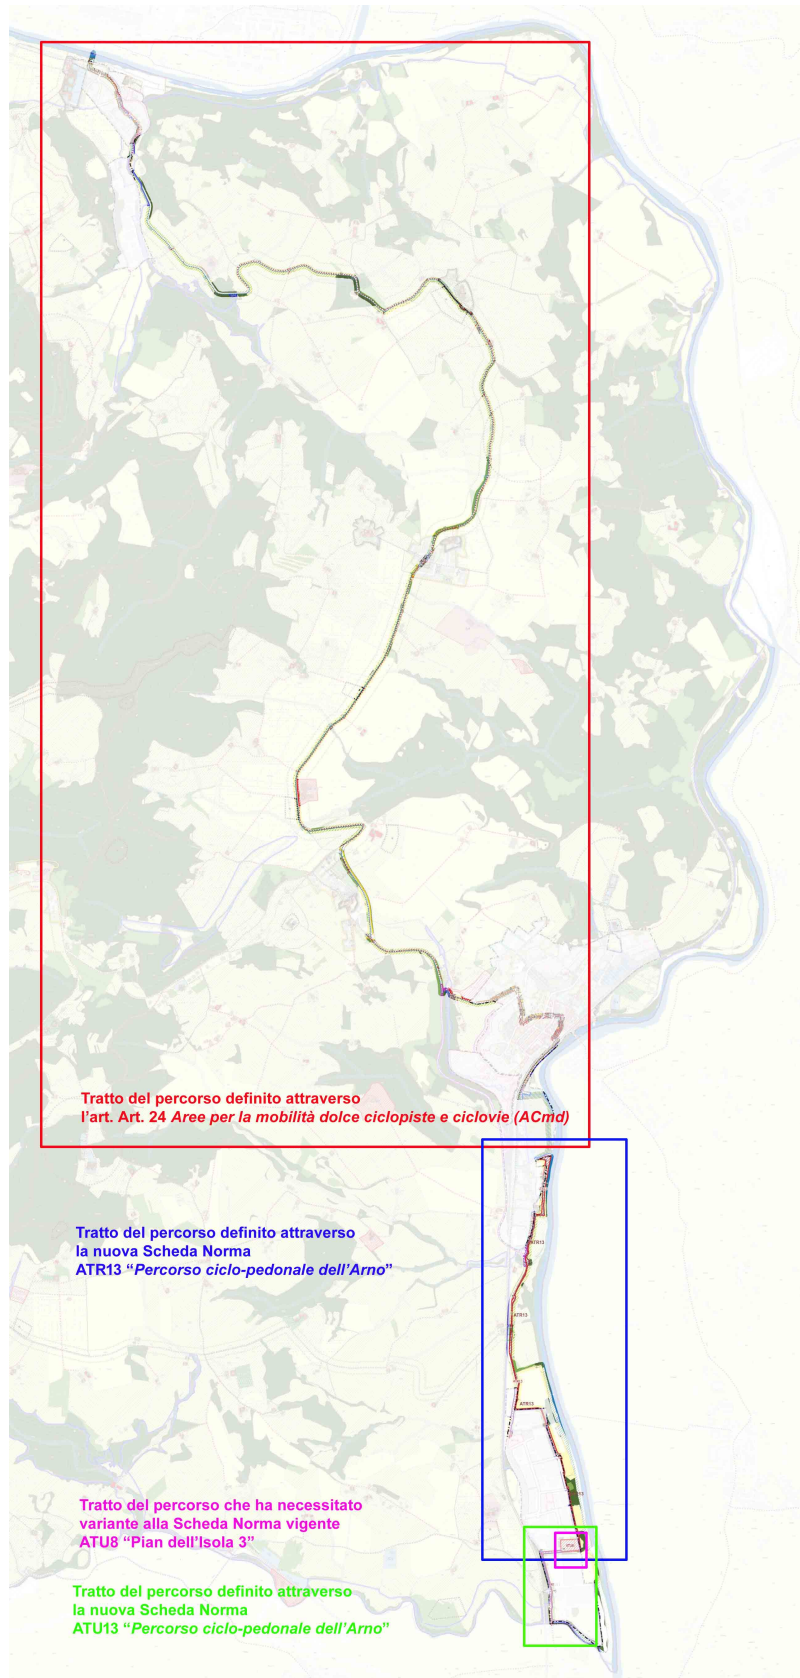 Tratto del percorso definito attraverso
l'art. Art. 24 Aree per la mobilità dolce ciclopiste e ciclovie (ACmd)
Tratto del percorso definito attraverso
la nuova Scheda Norma
ATR13 “Percorso ciclo-pedonale dell'Arno”
ATR13
ATR13
ATR13
Tratto del percorso che ha necessitato
variante alla Scheda Norma vigente
ATU8 “Pian dell'Isola 3”
Tratto del percorso definito attraverso
la nuova Scheda Norma
ATU13 “Percorso ciclo-pedonale dell'Arno”